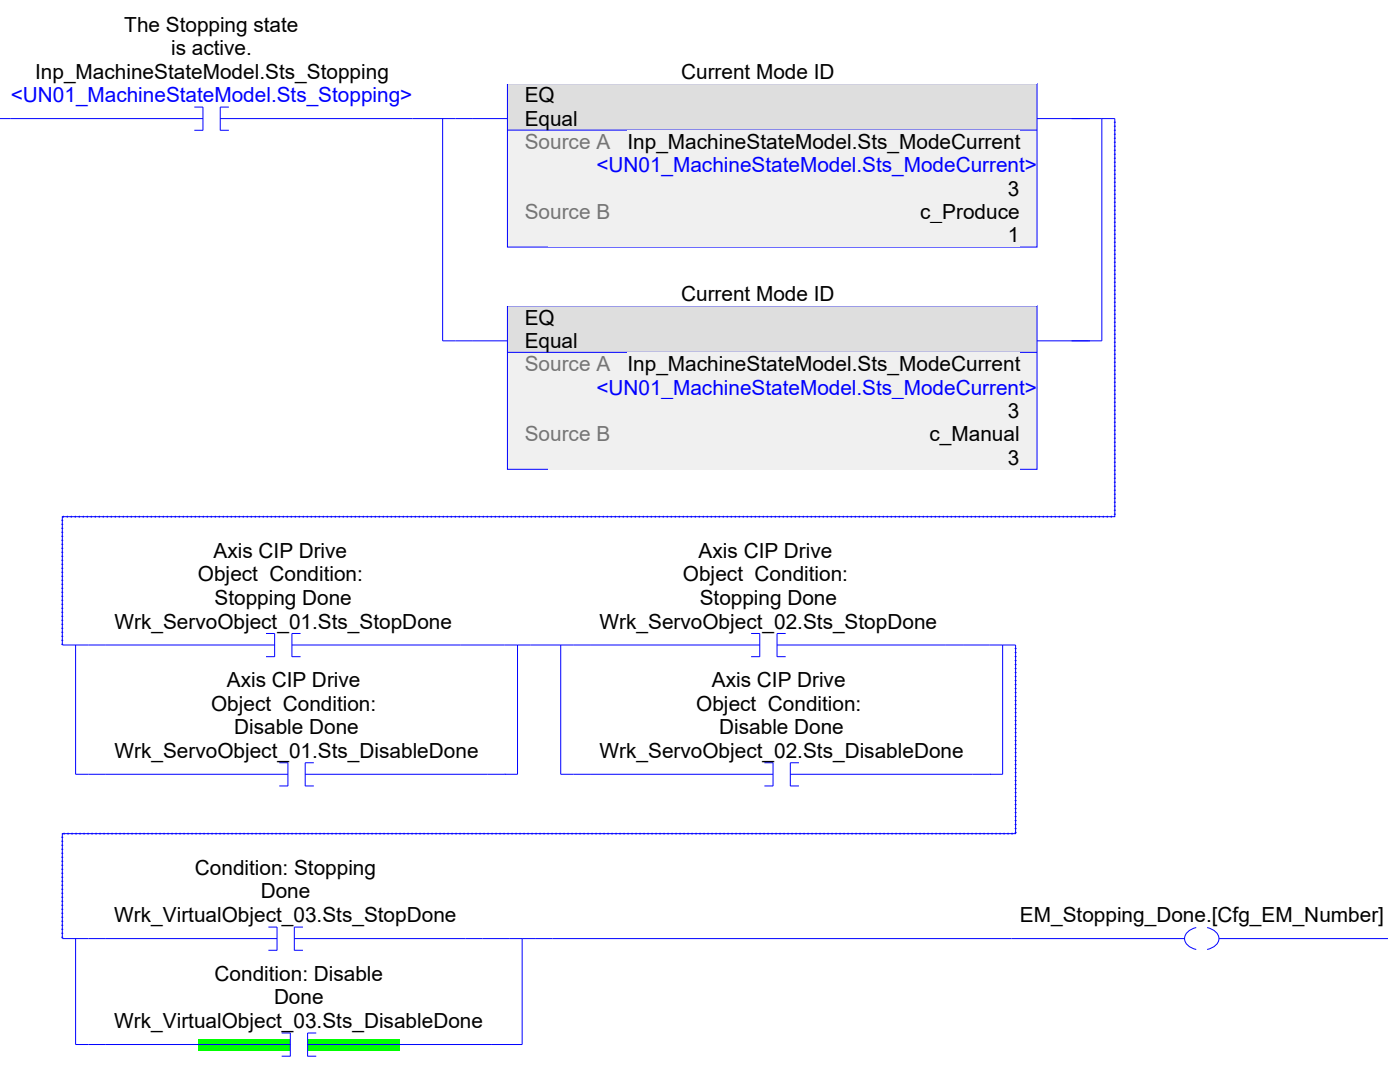 The Stopping state
is active.
Inp_MachineStateModel.Sts_Stopping
<UN01_MachineStateModel.Sts_Stopping>
Current Mode ID
EQ
Equal
Source A Inp_MachineStateModel.Sts_ModeCurrent
<UN01_MachineStateModel.Sts_ModeCurrent>
3
Source B c_Produce
1
Current Mode ID
EQ
Equal
Source A Inp_MachineStateModel.Sts_ModeCurrent
<UN01_MachineStateModel.Sts_ModeCurrent>
3
Source B c_Manual
3
Axis CIP Drive
Object Condition:
Stopping Done
Wrk_ServoObject_01.Sts_StopDone
Axis CIP Drive
Object Condition:
Disable Done
Wrk_ServoObject_01.Sts_DisableDone
Axis CIP Drive
Object Condition:
Stopping Done
Wrk_ServoObject_02.Sts_StopDone
Axis CIP Drive
Object Condition:
Disable Done
Wrk_ServoObject_02.Sts_DisableDone
Condition: Stopping
Done
Wrk_VirtualObject_03.Sts_StopDone
Condition: Disable
Done
Wrk_VirtualObject_03.Sts_DisableDone
EM_Stopping_Done.[Cfg_EM_Number]